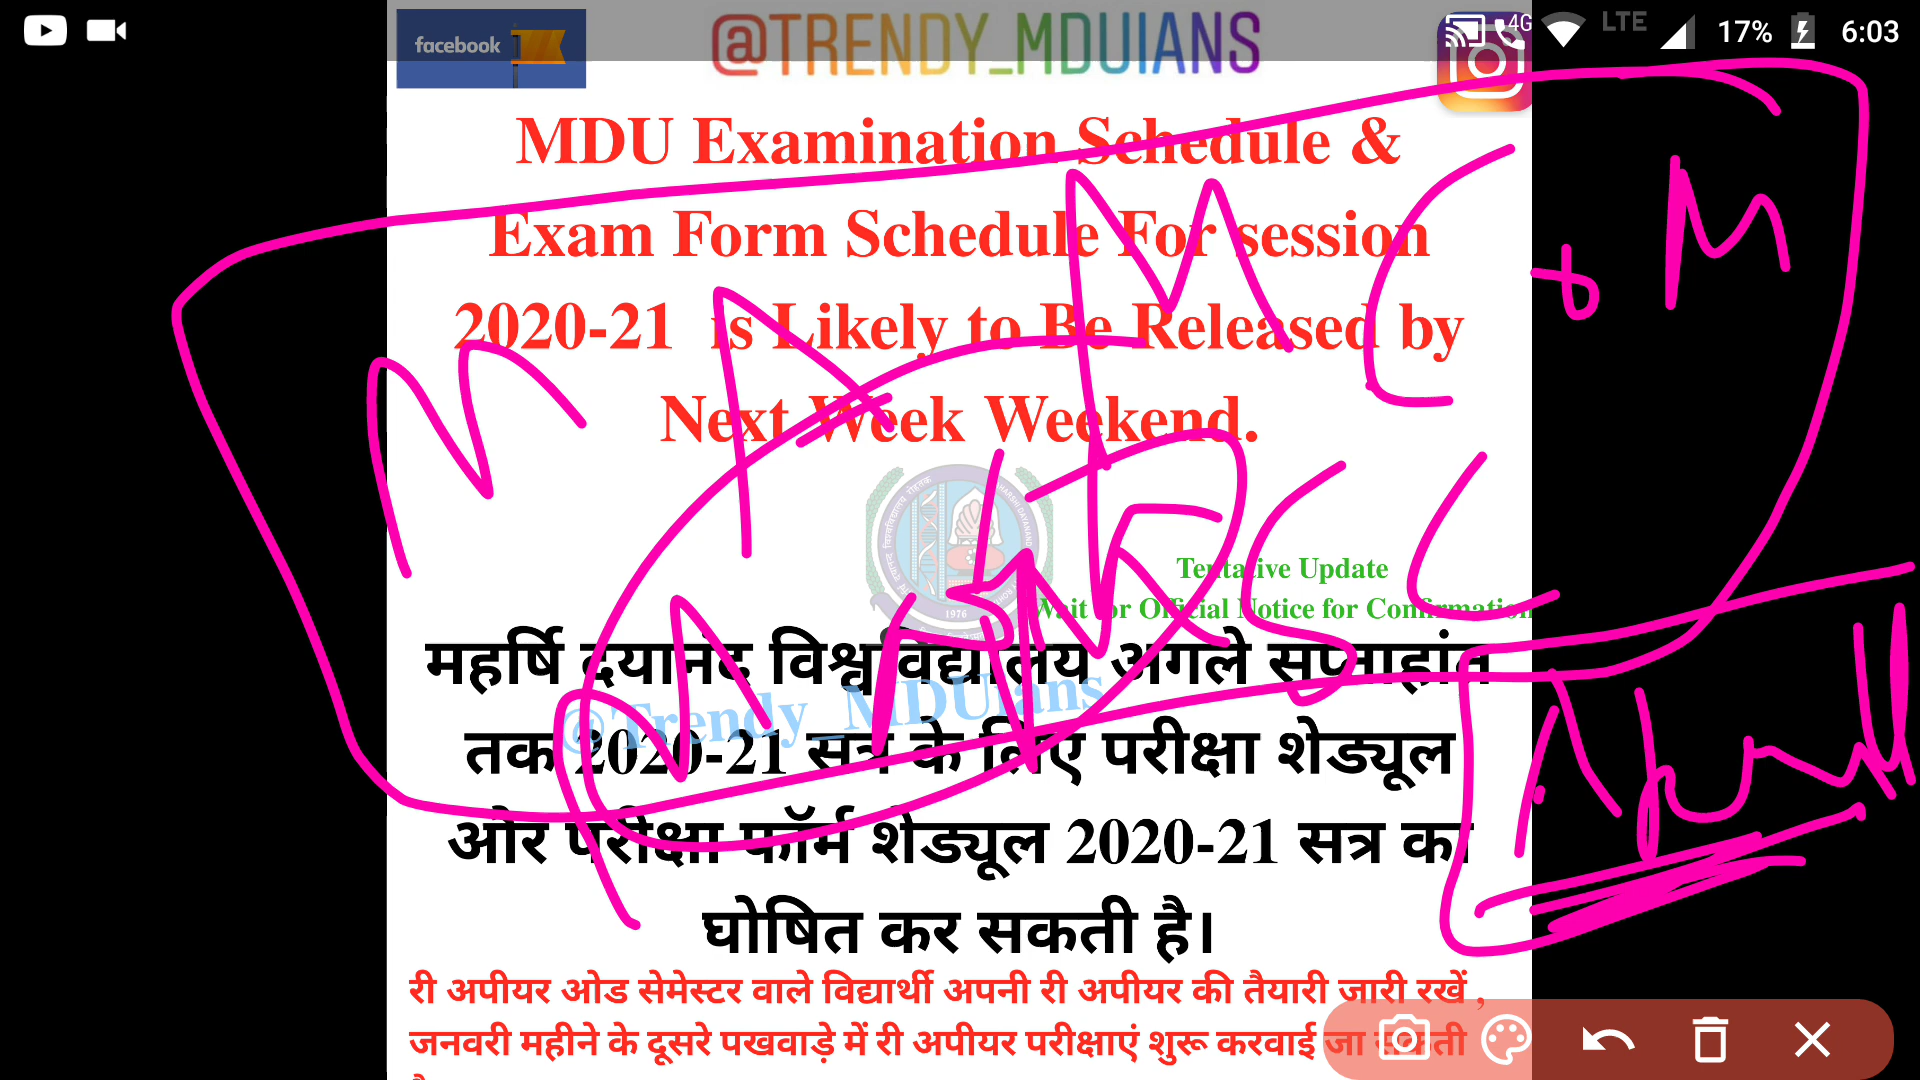 4G LTE 17% 6:03
facebook
@TRENDY_MDUIANS
MDU Examination Schedule &
Exam Form Schedule For session
2020-21 is Likely to Be Released by
Next Week Weekend.
M A M C o M
1976
Tentative Update
Wait for Official Notice for Confirmation
महर्षि दयानंद विश्वविद्यालय अगले सप्ताहांत
@Trendy_MDUians
तक 2020-21 सत्र के लिए परीक्षा शेड्यूल
और परीक्षा फॉर्म शेड्यूल 2020-21 सत्र का
घोषित कर सकती है।
री अपीयर ओड सेमेस्टर वाले विद्यार्थी अपनी री अपीयर की तैयारी जारी रखें ,
जनवरी महीने के दूसरे पखवाड़े में री अपीयर परीक्षाएं शुरू करवाई जा सकती